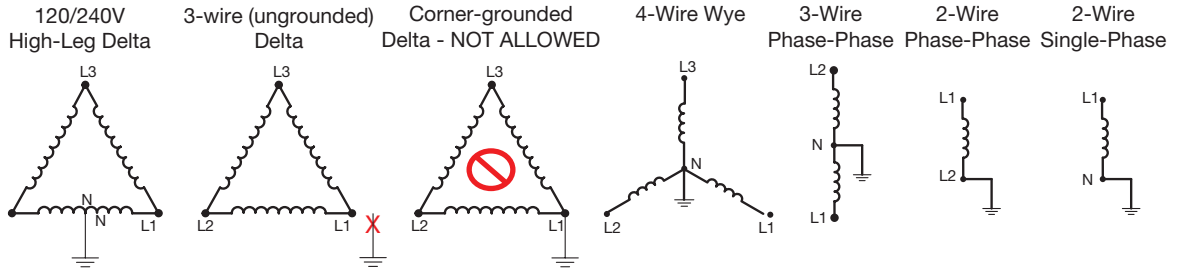 120/240V
High-Leg Delta
3-wire (ungrounded)
Delta
Corner-grounded
Delta - NOT ALLOWED
4-Wire Wye
3-Wire
Phase-Phase
2-Wire
Phase-Phase
2-Wire
Single-Phase
L3
N
N
L1
L3
L2
L1
X
L3
L2
L1
L3
N
L2
L1
L2
N
L1
L1
L2
L1
N